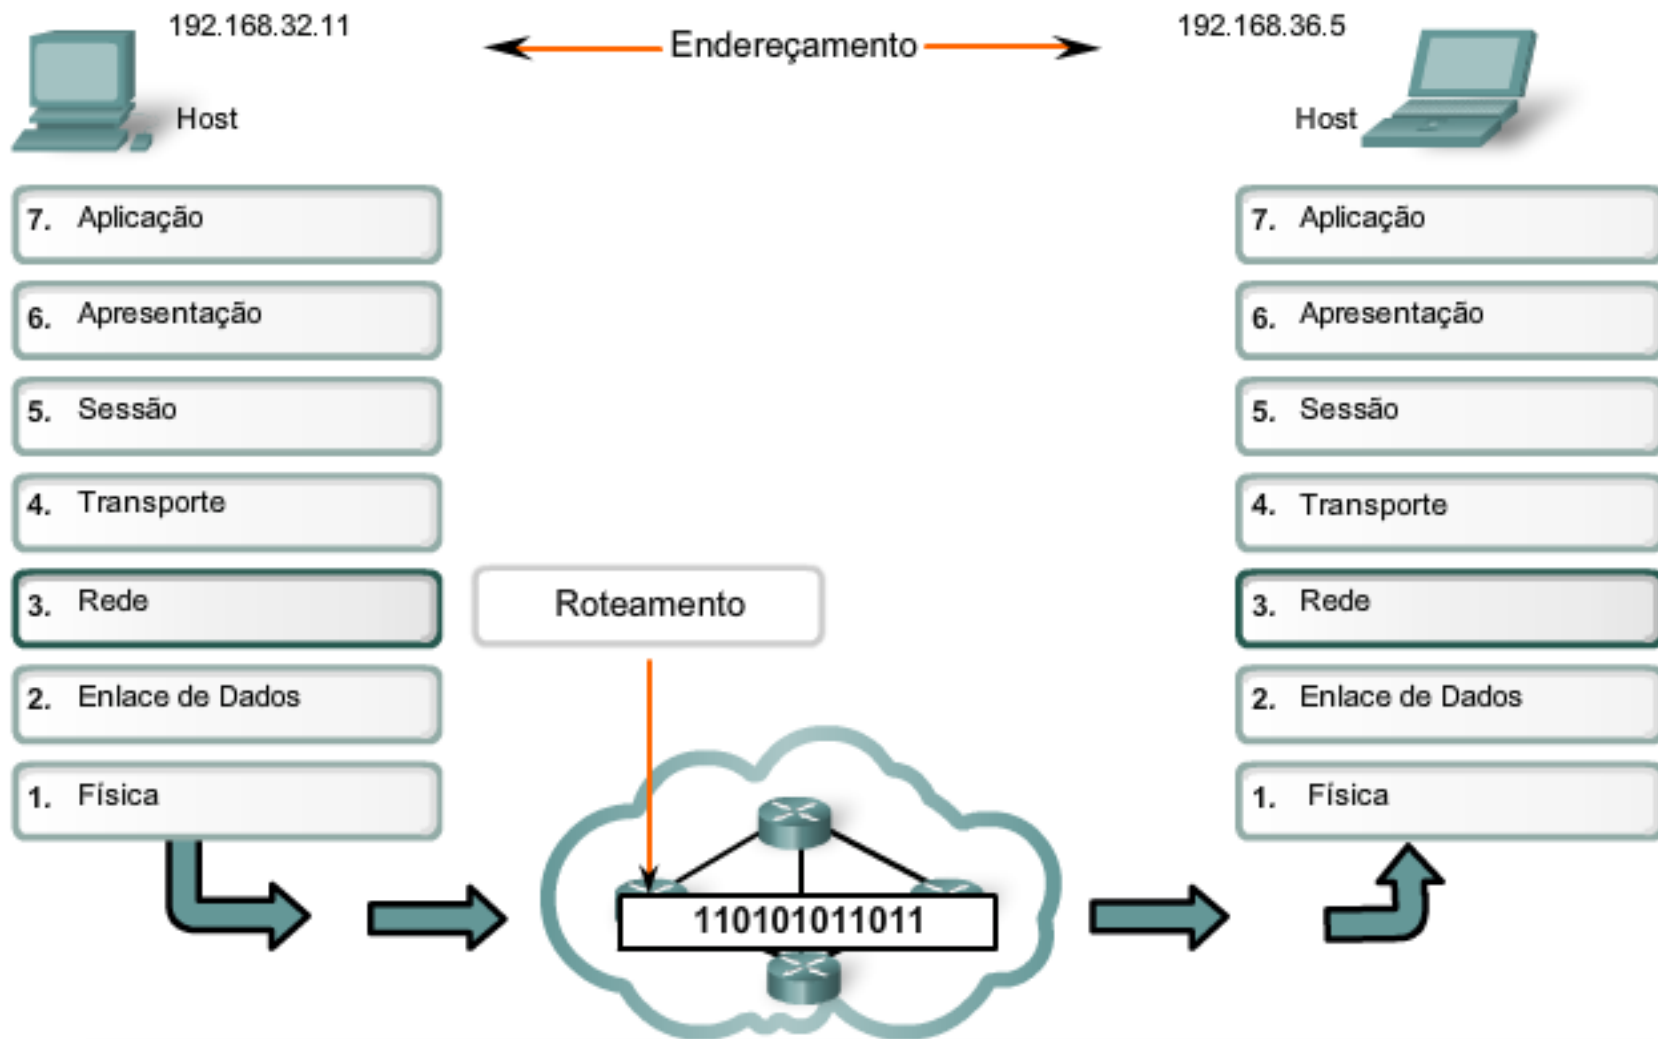 192.168.32.11
Endereçamento
192.168.36.5
Host
Host
7. Aplicação
6. Apresentação
5. Sessão
4. Transporte
3. Rede
2. Enlace de Dados
1. Física
Roteamento
110101011011
7. Aplicação
6. Apresentação
5. Sessão
4. Transporte
3. Rede
2. Enlace de Dados
1. Física